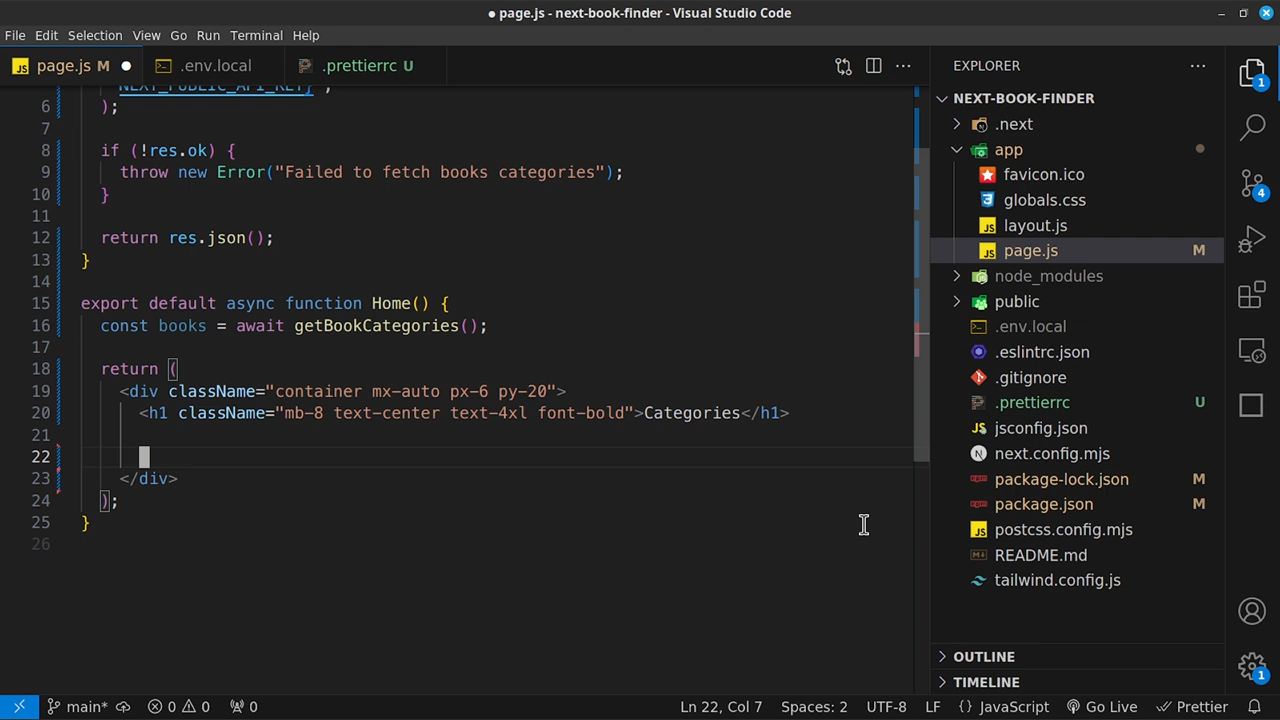 page.js - next-book-finder - Visual Studio Code
File Edit Selection View Go Run Terminal Help
page.js M
.env.local
.prettierrc U
EXPLORER
NEXT_PUBLIC_API_KEY}`,
6 );
7
8 if (!res.ok) {
9 throw new Error("Failed to fetch books categories");
10 }
11
12 return res.json();
13 }
14
15 export default async function Home() {
16 const books = await getBookCategories();
17
18 return (
19 <div className="container mx-auto px-6 py-20">
20 <h1 className="mb-8 text-center text-4xl font-bold">Categories</h1>
21
22
23 </div>
24 );
25 }
26
NEXT-BOOK-FINDER
.next
app
favicon.ico
globals.css
layout.js
page.js M
node_modules
public
.env.local
.eslintrc.json
.gitignore
.prettierrc U
jsconfig.json
next.config.mjs
package-lock.json M
package.json M
postcss.config.mjs
README.md
tailwind.config.js
OUTLINE
TIMELINE
1
4
1
1
main* 0 0 0 Ln 22, Col 7 Spaces: 2 UTF-8 LF {} JavaScript Go Live Prettier